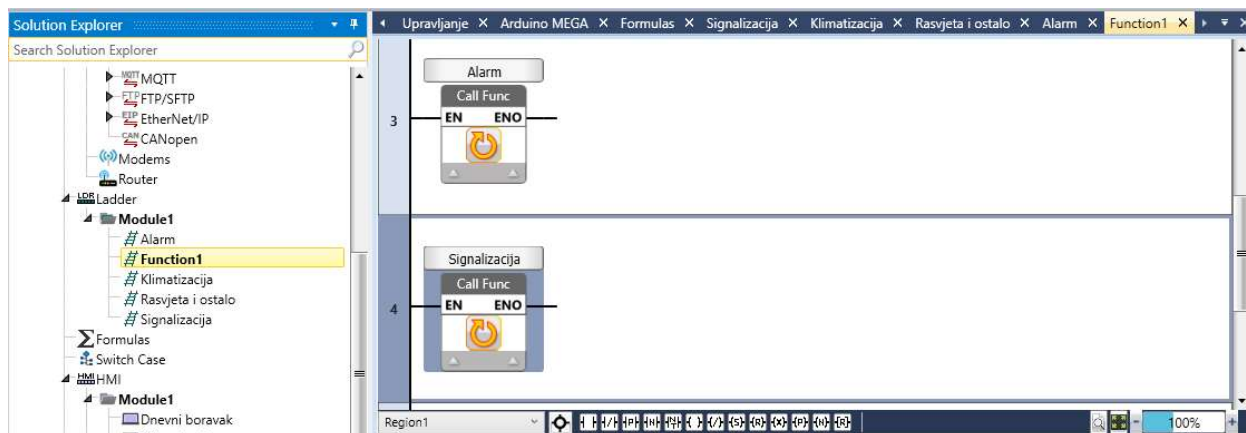 Solution Explorer
Search Solution Explorer
MQTT
FTP/SFTP
EtherNet/IP
CANopen
Modems
Router
Ladder
Module1
Alarm
Function1
Klimatizacija
Rasvjeta i ostalo
Signalizacija
Formulas
Switch Case
HMI
Module1
Dnevni boravak
Upravljanje Arduino MEGA Formulas Signalizacija Klimatizacija Rasvjeta i ostalo Alarm Function1
3
Alarm
Call Func
EN ENO
4
Signalizacija
Call Func
EN ENO
Region1
100%